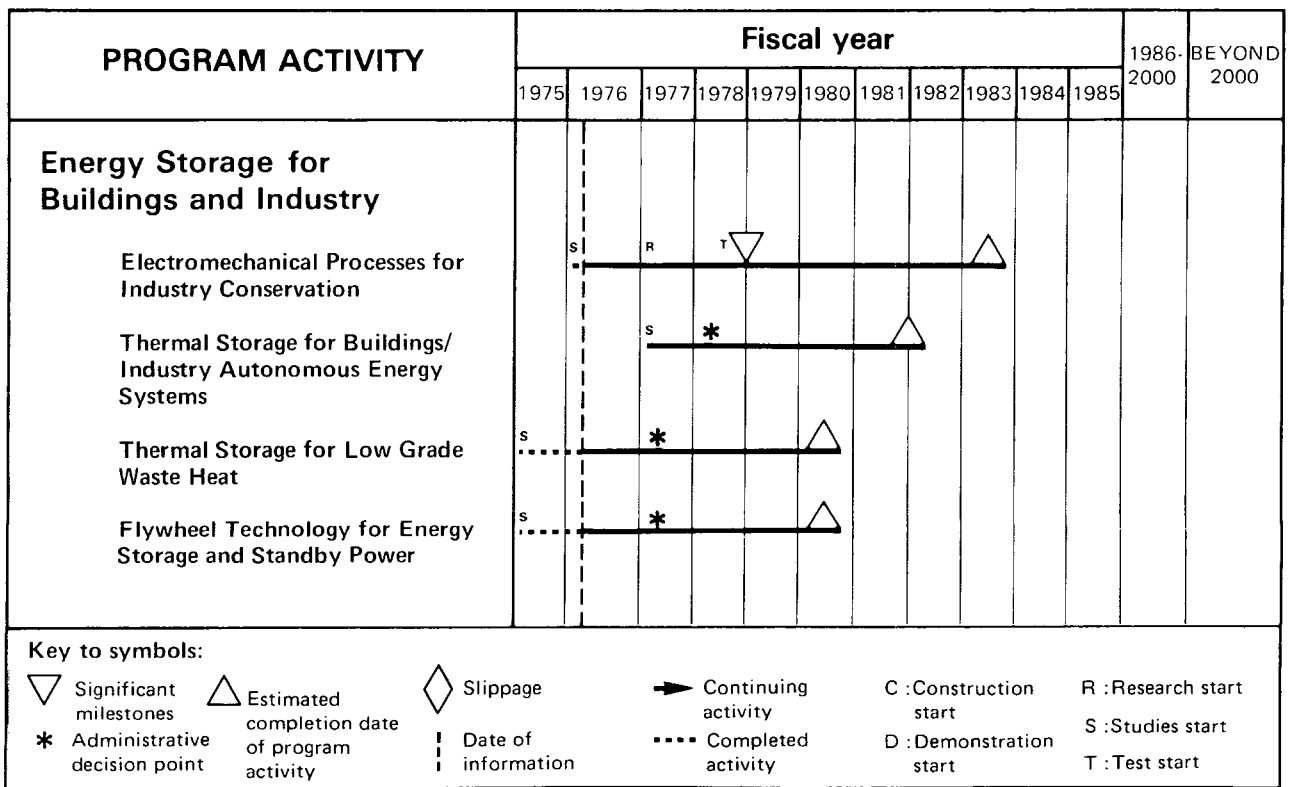 PROGRAM ACTIVITY
Fiscal year
1986-
2000
BEYOND
2000
1975 1976 1977 1978 1979 1980 1981 1982 1983 1984 1985
Energy Storage for
Buildings and Industry
S R T
Electromechanical Processes for
Industry Conservation
S *
Thermal Storage for Buildings/
Industry Autonomous Energy
Systems
S *
Thermal Storage for Low Grade
Waste Heat
S *
Flywheel Technology for Energy
Storage and Standby Power
Key to symbols:
Significant
milestones
* Administrative
decision point
Estimated
completion date
of program
activity
Slippage
Date of
information
Continuing
activity
Completed
activity
C :Construction
start
D :Demonstration
start
R :Research start
S :Studies start
T :Test start